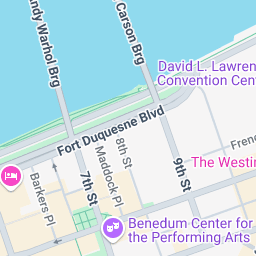 ndy Warhol Brg
Carson Brg
David L. Lawren
Convention Cent
Fort Duquesne Blvd
8th St
Maddock Pl
Frenc
The Westin
9th St
7th St
Barkers Pl
Benedum Center for
the Performing Arts